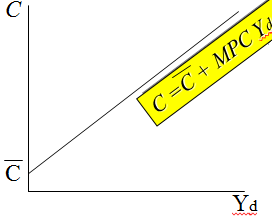 C
C = C̅ + MPC Yd
C̅
Yd